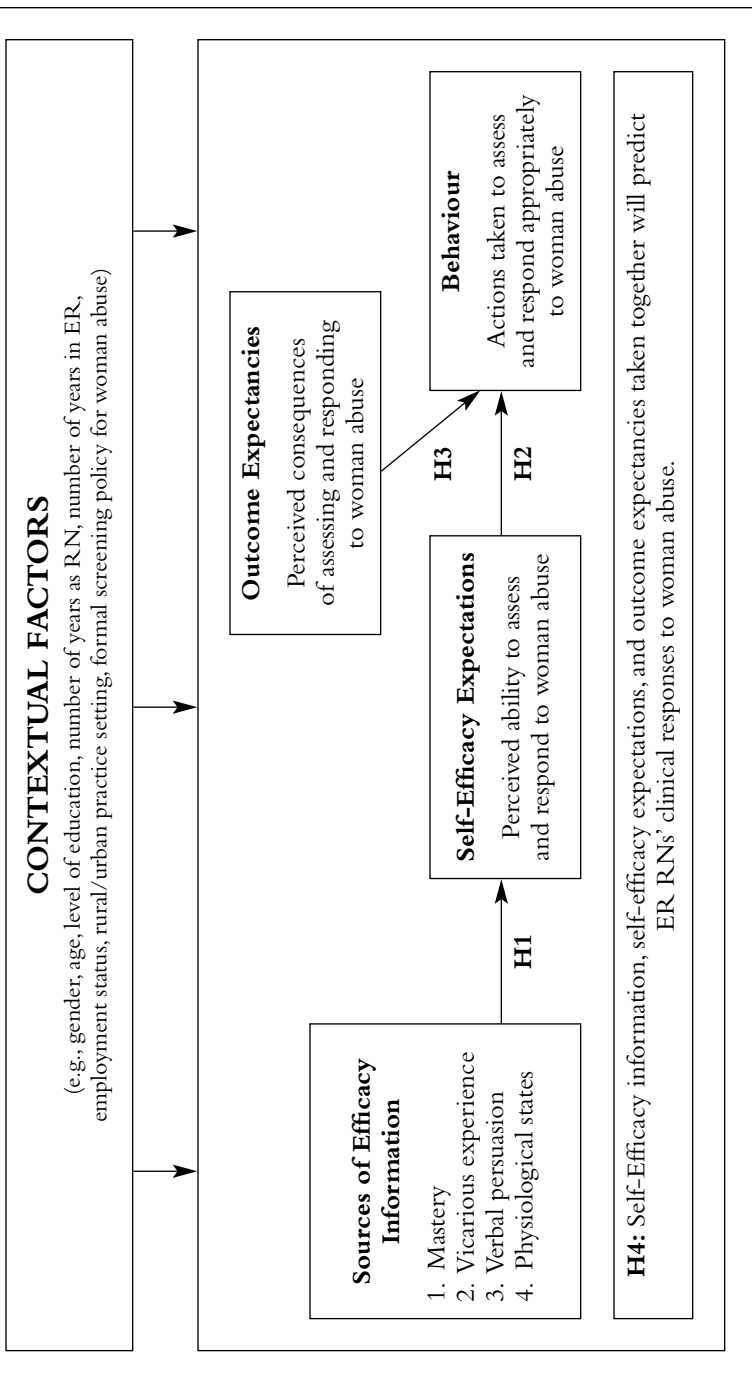 CONTEXTUAL FACTORS
(e.g., gender, age, level of education, number of years as RN, number of years in ER,
employment status, rural/urban practice setting, formal screening policy for woman abuse)
Outcome Expectancies
Perceived consequences
of assessing and responding
to woman abuse
Sources of Efficacy
Information
1. Mastery
2. Vicarious experience
3. Verbal persuasion
4. Physiological states
H1
Self-Efficacy Expectations
Perceived ability to assess
and respond to woman abuse
H3
H2
Behaviour
Actions taken to assess
and respond appropriately
to woman abuse
H4: Self-Efficacy information, self-efficacy expectations, and outcome expectancies taken together will predict
ER RNs’ clinical responses to woman abuse.